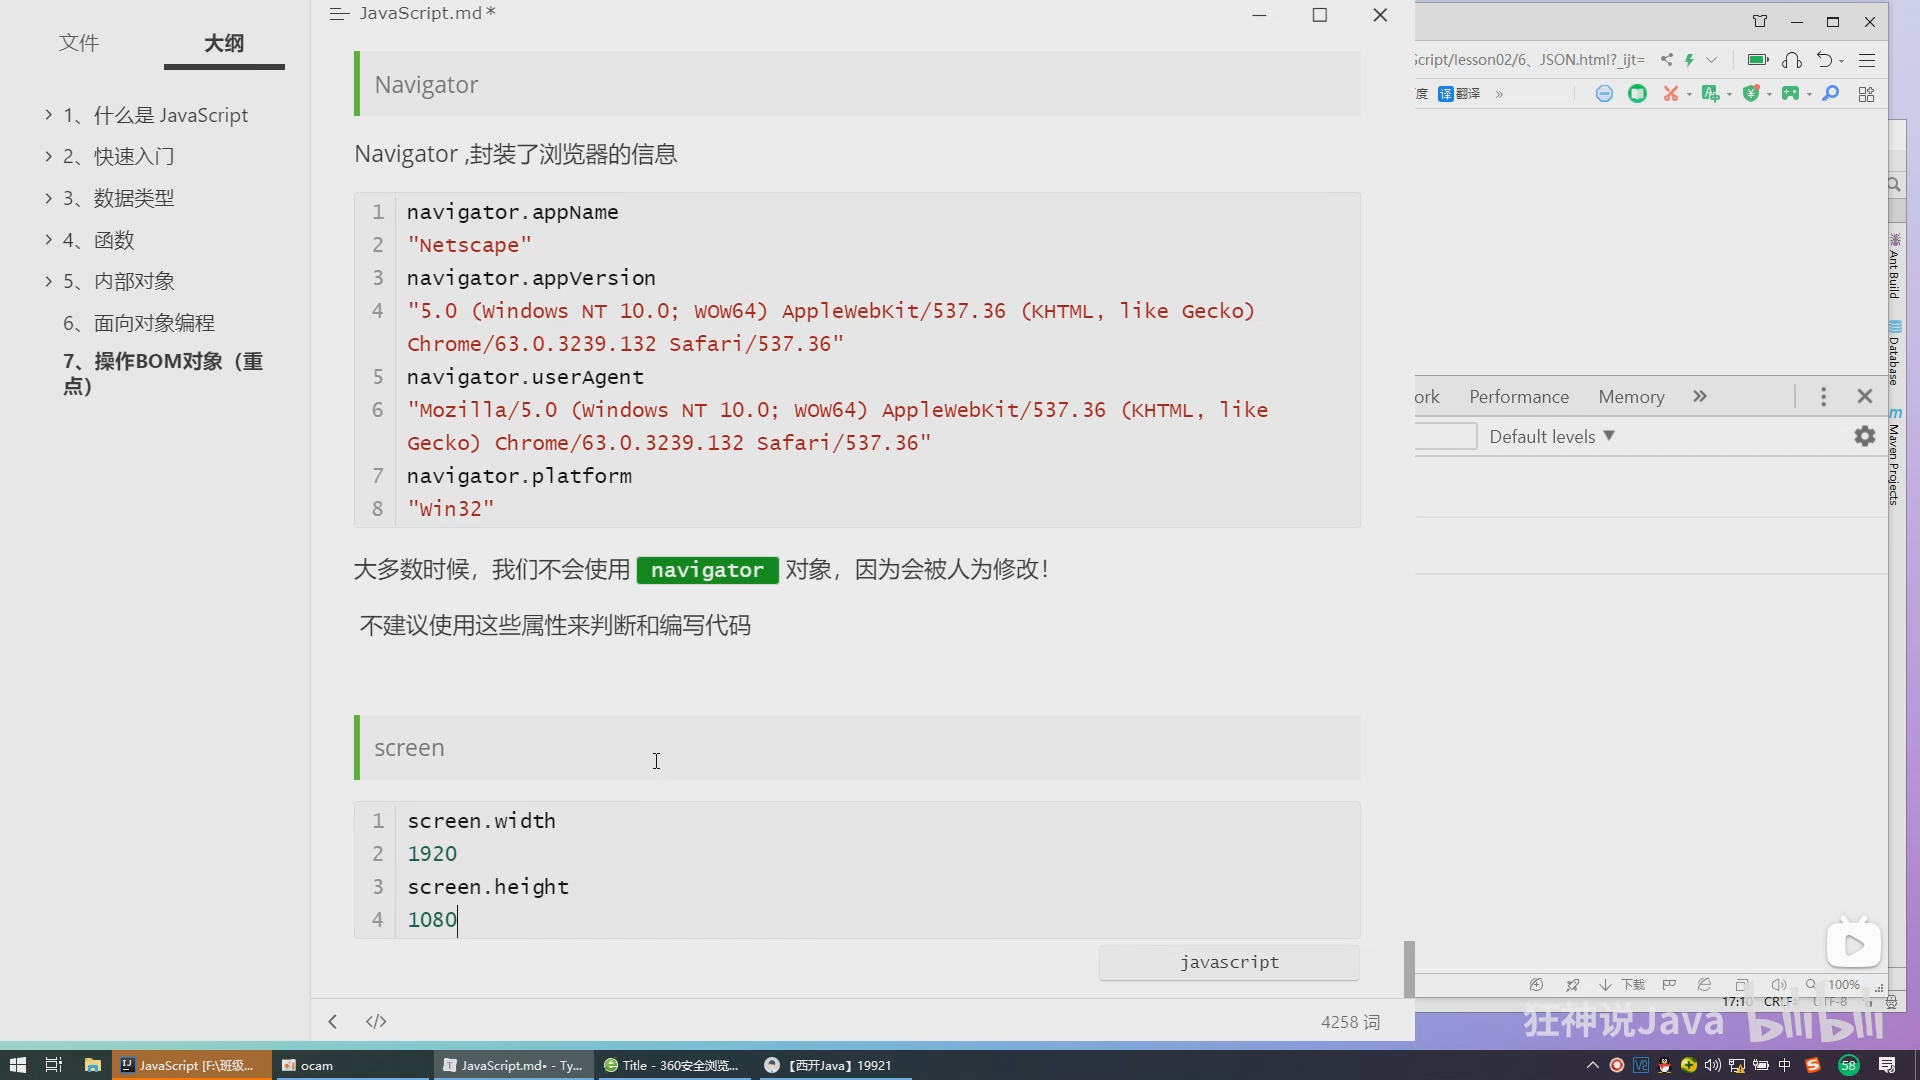 文件
大纲
1、什么是 JavaScript
2、快速入门
3、数据类型
4、函数
5、内部对象
6、面向对象编程
7、操作BOM对象（重
点）
JavaScript.md*
Navigator
Navigator ,封装了浏览器的信息
1 navigator.appName
2 "Netscape"
3 navigator.appVersion
4 "5.0 (Windows NT 10.0; WOW64) AppleWebKit/537.36 (KHTML, like Gecko)
Chrome/63.0.3239.132 Safari/537.36"
5 navigator.userAgent
6 "Mozilla/5.0 (Windows NT 10.0; WOW64) AppleWebKit/537.36 (KHTML, like
Gecko) Chrome/63.0.3239.132 Safari/537.36"
7 navigator.platform
8 "Win32"
大多数时候，我们不会使用 navigator 对象，因为会被人为修改！
不建议使用这些属性来判断和编写代码
screen
1 screen.width
2 1920
3 screen.height
4 1080
javascript
</>
4258 词
cript/lesson02/6、JSON.html?_ijt=
度 译 翻译 »
Ant Build
Database
Maven Projects
ork Performance Memory »
Default levels ▼
下载 100%
17:10 CRLF UTF-8
狂神说Java bilibili
JavaScript [F:\班级...
ocam
JavaScript.md• - Ty...
Title - 360安全浏览...
【西开Java】19921
中
58